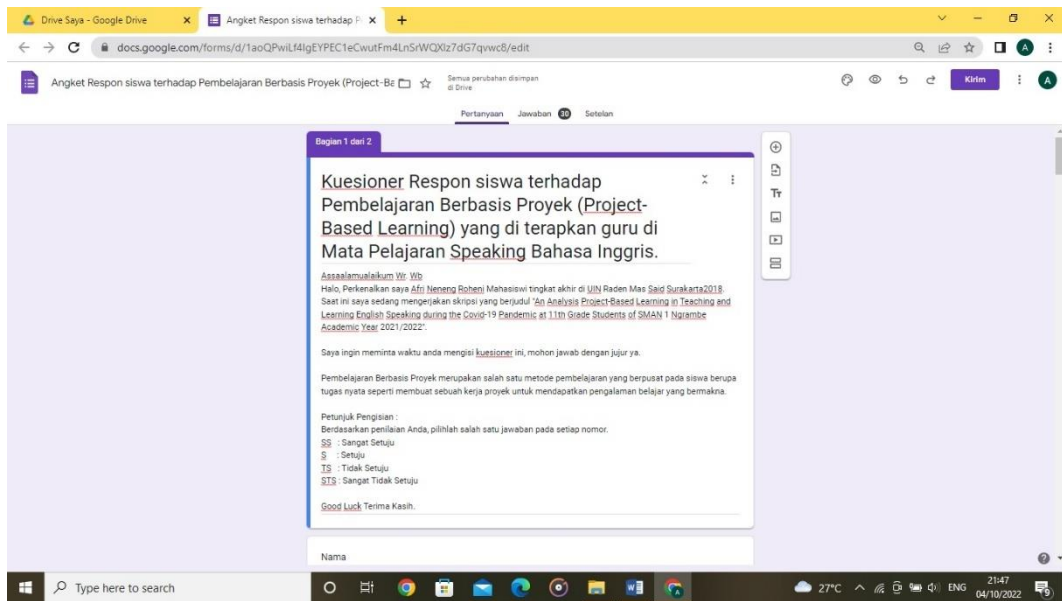 Drive Saya - Google Drive
Angket Respon siswa terhadap P
docs.google.com/forms/d/1aoQPwiLf4IgEYPEC1eCwutFm4LnSrWQXIz7dG7qvwc8/edit
A
Angket Respon siswa terhadap Pembelajaran Berbasis Proyek (Project-Ba
Semua perubahan disimpan
di Drive
Kirim
A
Pertanyaan Jawaban 30 Setelan
Bagian 1 dari 2
Kuesioner Respon siswa terhadap
Pembelajaran Berbasis Proyek (Project-
Based Learning) yang di terapkan guru di
Mata Pelajaran Speaking Bahasa Inggris.
Assaalamualaikum Wr. Wb
Halo, Perkenalkan saya Afri Neneng Roheni Mahasiswi tingkat akhir di UIN Raden Mas Said Surakarta2018.
Saat ini saya sedang mengerjakan skripsi yang berjudul "An Analysis Project-Based Learning in Teaching and
Learning English Speaking during the Covid-19 Pandemic at 11th Grade Students of SMAN 1 Ngrambe
Academic Year 2021/2022".
Saya ingin meminta waktu anda mengisi kuesioner ini, mohon jawab dengan jujur ya.
Pembelajaran Berbasis Proyek merupakan salah satu metode pembelajaran yang berpusat pada siswa berupa
tugas nyata seperti membuat sebuah kerja proyek untuk mendapatkan pengalaman belajar yang bermakna.
Petunjuk Pengisian :
Berdasarkan penilaian Anda, pilihlah salah satu jawaban pada setiap nomor.
SS : Sangat Setuju
S : Setuju
TS : Tidak Setuju
STS : Sangat Tidak Setuju
Good Luck Terima Kasih.
Nama
Type here to search
27°C
ENG
21:47
04/10/2022